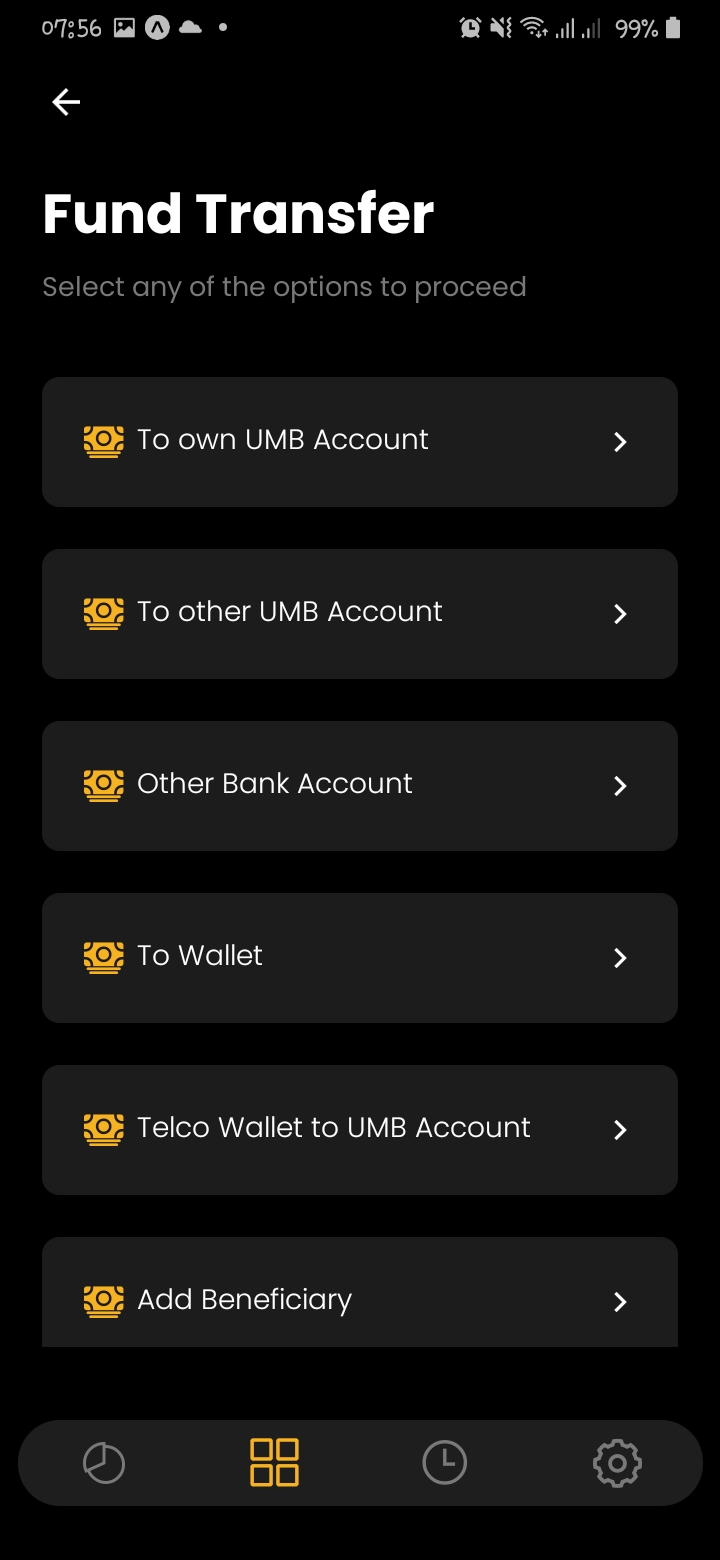 07:56
99%
Fund Transfer
Select any of the options to proceed
To own UMB Account
To other UMB Account
Other Bank Account
To Wallet
Telco Wallet to UMB Account
Add Beneficiary